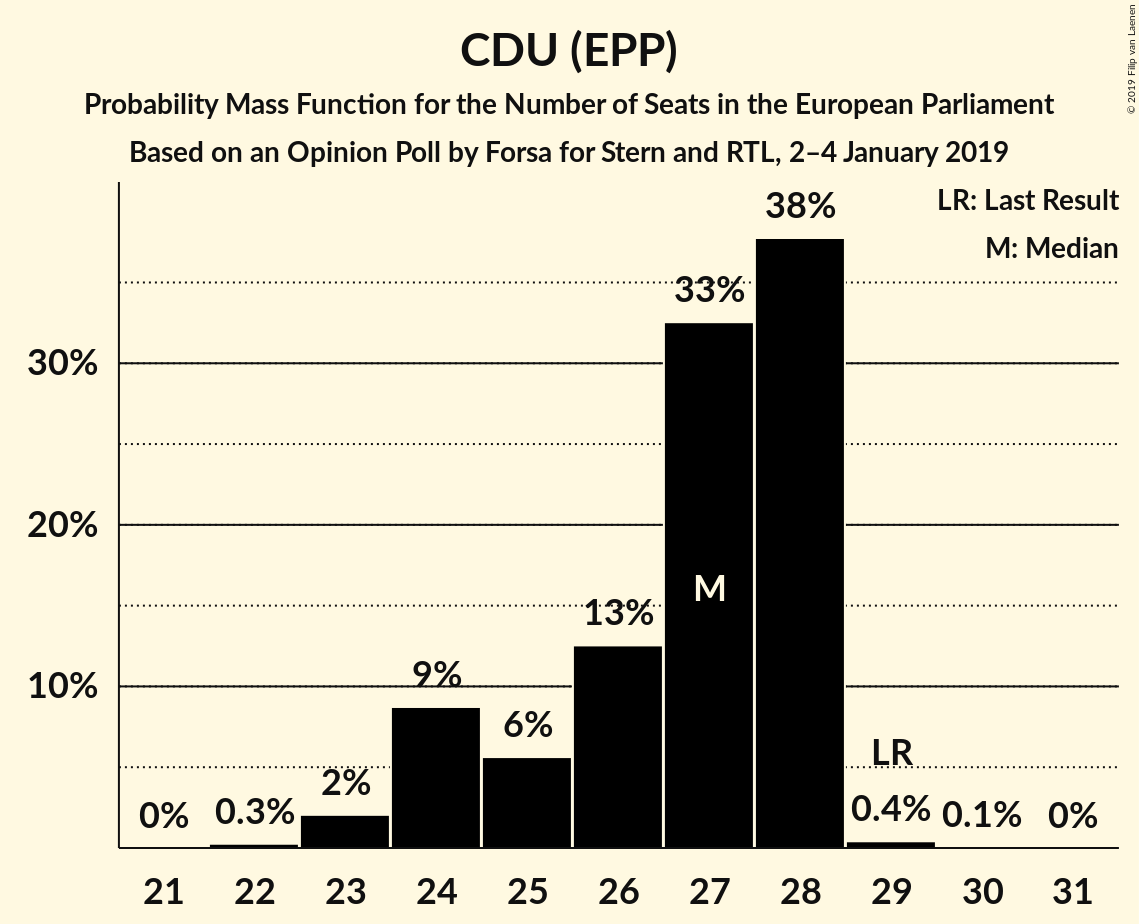 CDU (EPP)
Probability Mass Function for the Number of Seats in the European Parliament
Based on an Opinion Poll by Forsa for Stern and RTL, 2–4 January 2019
© 2019 Filip van Laenen
LR: Last Result
M: Median
38%
33%
30%
20%
M
13%
10%
9%
6%
LR
2%
0%
0.3%
0.4%
0.1%
0%
21 22 23 24 25 26 27 28 29 30 31